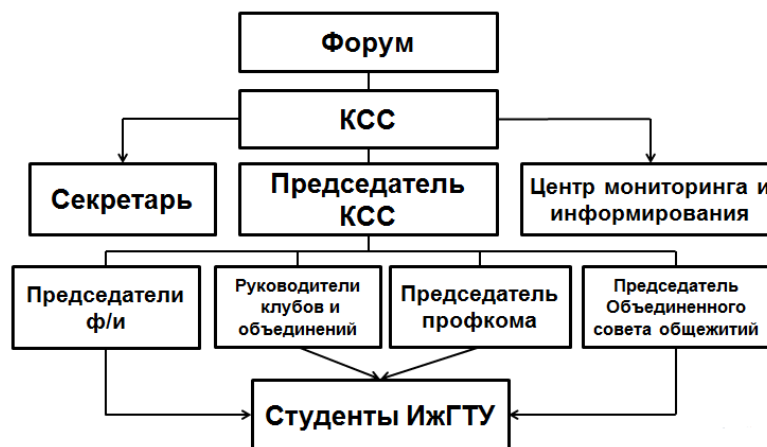 Форум
КСС
Секретарь
Председатель
КСС
Центр мониторинга и
информирования
Председатели
ф/и
Руководители
клубов и
объединений
Председатель
профкома
Председатель
Объединенного
совета общежитий
Студенты ИжГТУ